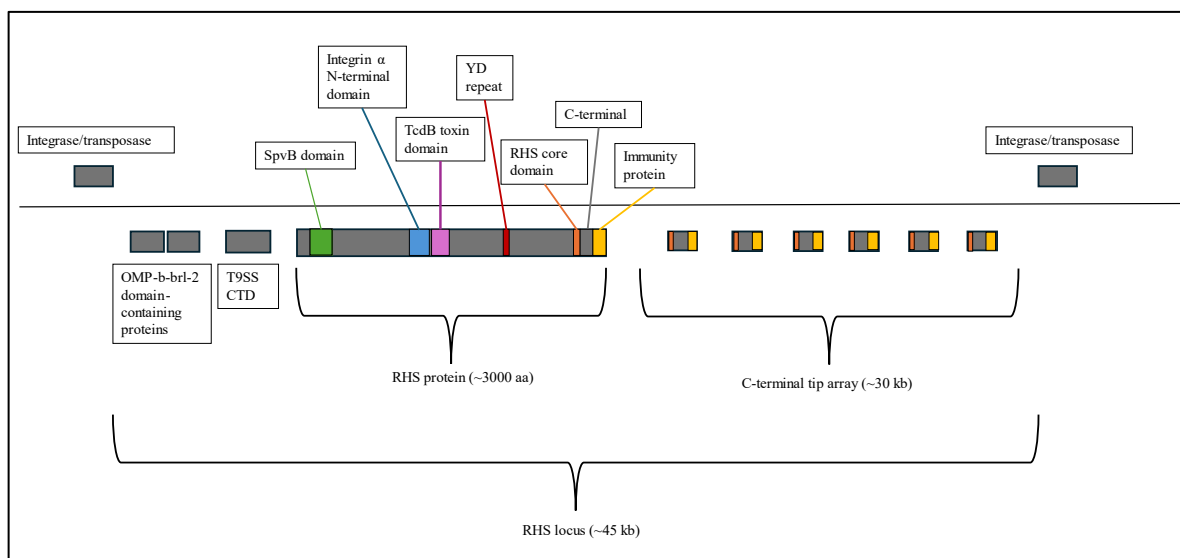 Integrin α
N-terminal
domain
YD
repeat
C-terminal
Integrase/transposase
TcdB toxin
domain
Integrase/transposase
SpvB domain
RHS core
domain
Immunity
protein
OMP-b-brl-2
domain-
containing
proteins
T9SS
CTD
RHS protein (~3000 aa)
C-terminal tip array (~30 kb)
RHS locus (~45 kb)